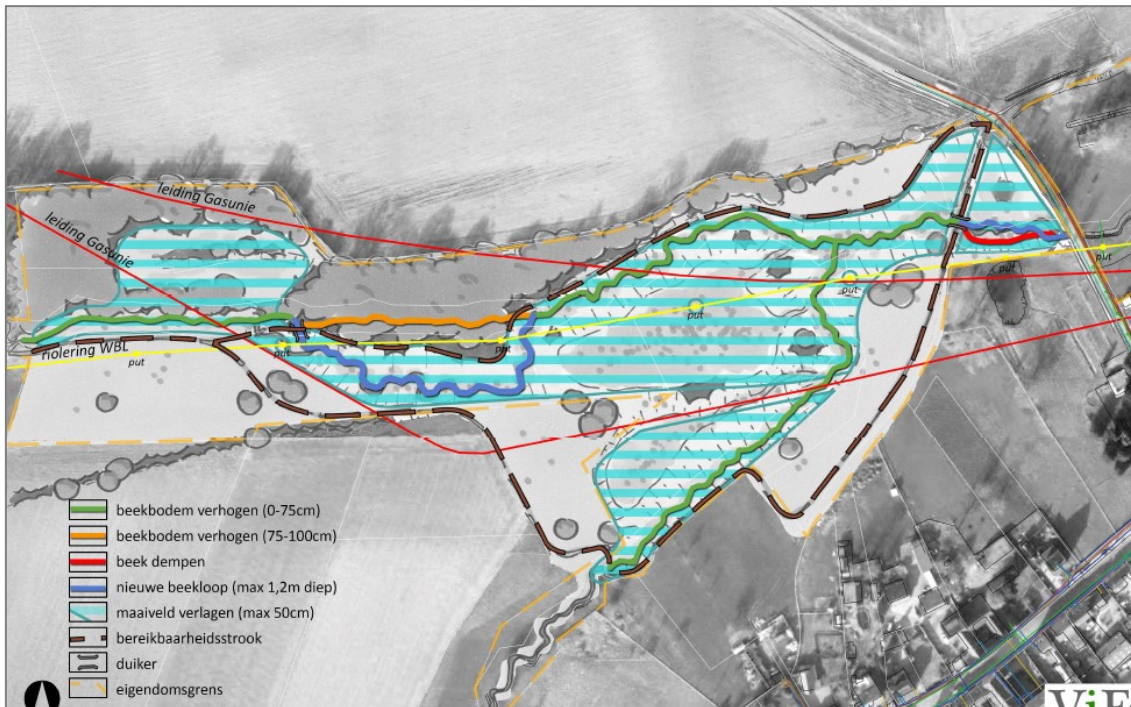 leiding Gasunie
leiding Gasunie
riolering WBL
put
put
put
put
put
put
put
beekbodem verhogen (0-75cm)
beekbodem verhogen (75-100cm)
beek dempen
nieuwe beekloop (max 1,2m diep)
maaiveld verlagen (max 50cm)
bereikbaarheidsstrook
duiker
eigendomsgrens